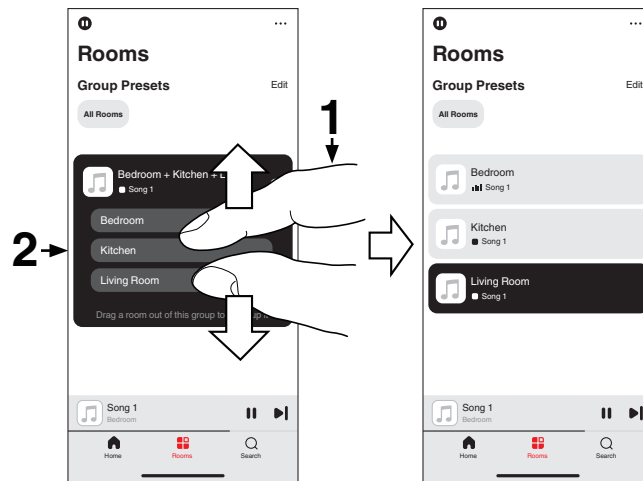 Rooms
Group Presets
Edit
All Rooms
1
Bedroom + Kitchen +
Song 1
Bedroom
2
Kitchen
Living Room
Drag a room out of this group to
Song 1
Bedroom
Home
Rooms
Search
Rooms
Group Presets
Edit
All Rooms
Bedroom
Song 1
Kitchen
Song 1
Living Room
Song 1
Song 1
Bedroom
Home
Rooms
Search